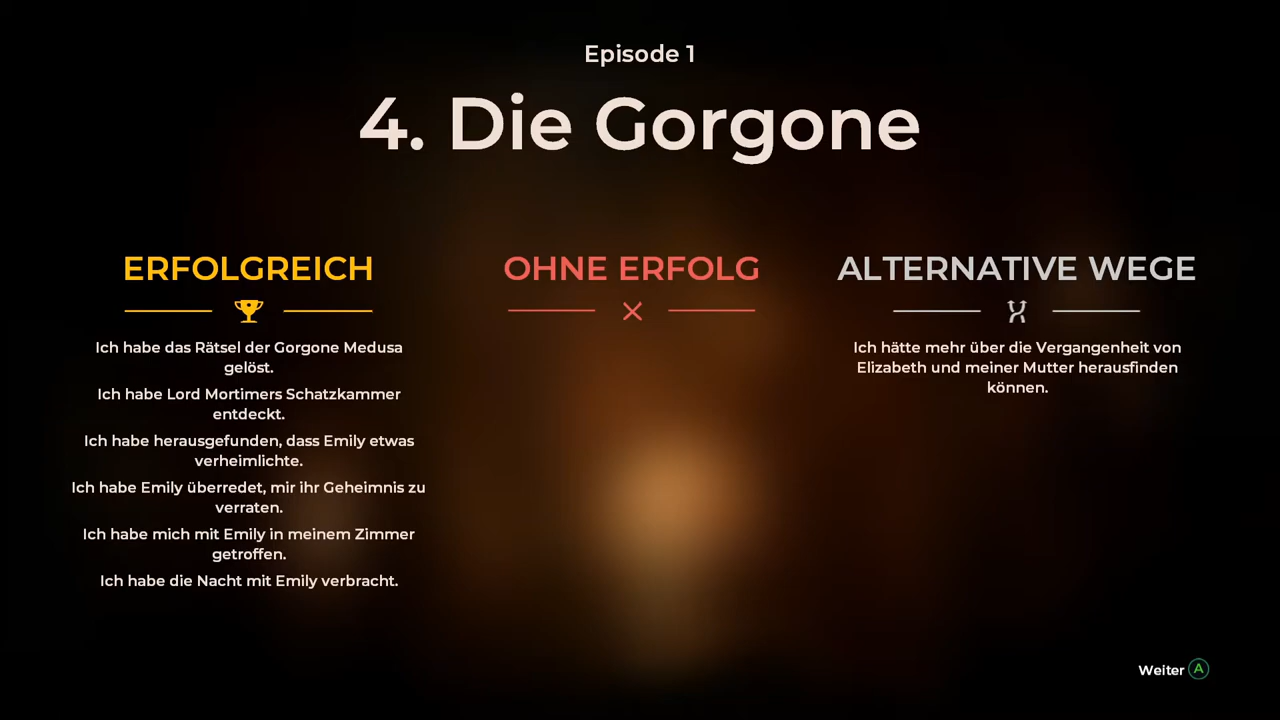 Episode 1
4. Die Gorgone
ERFOLGREICH
Ich habe das Rätsel der Gorgone Medusa
gelöst.
Ich habe Lord Mortimers Schatzkammer
entdeckt.
Ich habe herausgefunden, dass Emily etwas
verheimlichte.
Ich habe Emily überredet, mir ihr Geheimnis zu
verraten.
Ich habe mich mit Emily in meinem Zimmer
getroffen.
Ich habe die Nacht mit Emily verbracht.
OHNE ERFOLG
ALTERNATIVE WEGE
Ich hätte mehr über die Vergangenheit von
Elizabeth und meiner Mutter herausfinden
können.
Weiter A